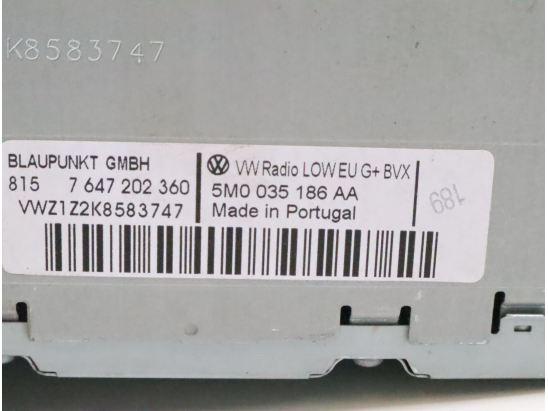 K8583747
BLAUPUNKT GMBH
815 7 647 202 360
VWZ1Z2K8583747
VW Radio LOW EU G+ BVX
5M0 035 186 AA
Made in Portugal
189